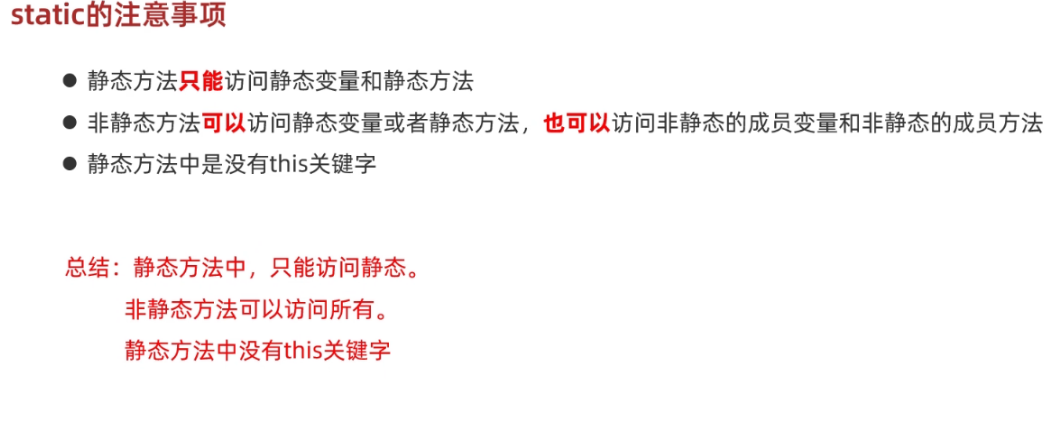 static的注意事项
● 静态方法只能访问静态变量和静态方法
● 非静态方法可以访问静态变量或者静态方法，也可以访问非静态的成员变量和非静态的成员方法
● 静态方法中是没有this关键字
总结：静态方法中，只能访问静态。
非静态方法可以访问所有。
静态方法中没有this关键字